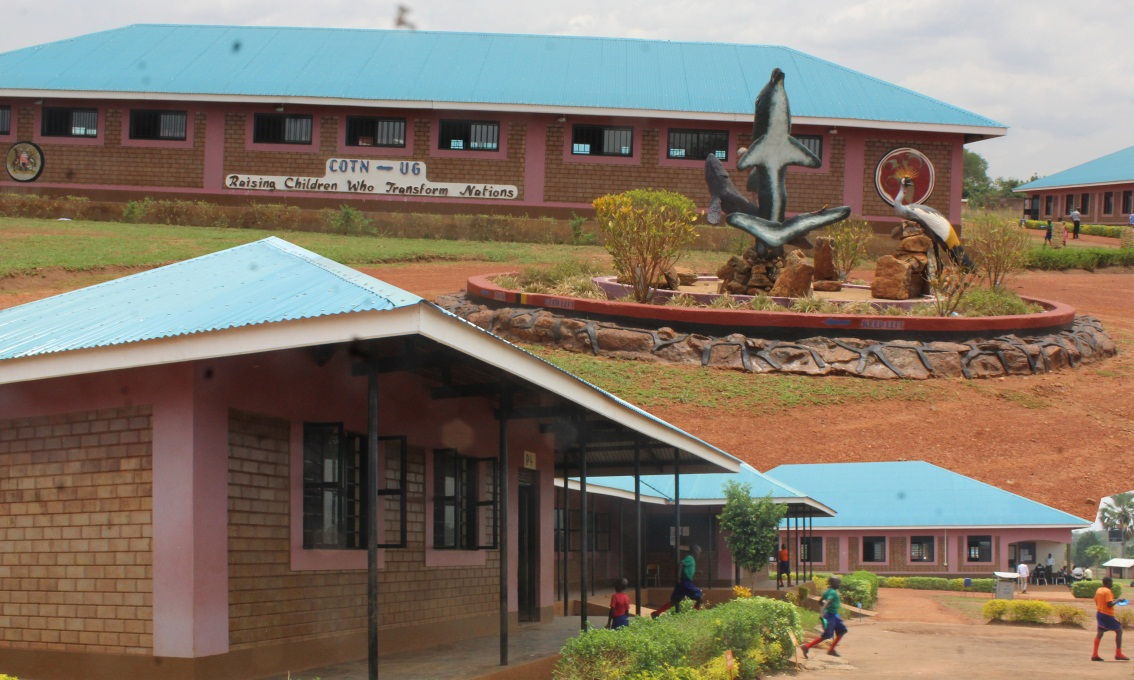 COTN — UG
Raising Children Who Transform Nations